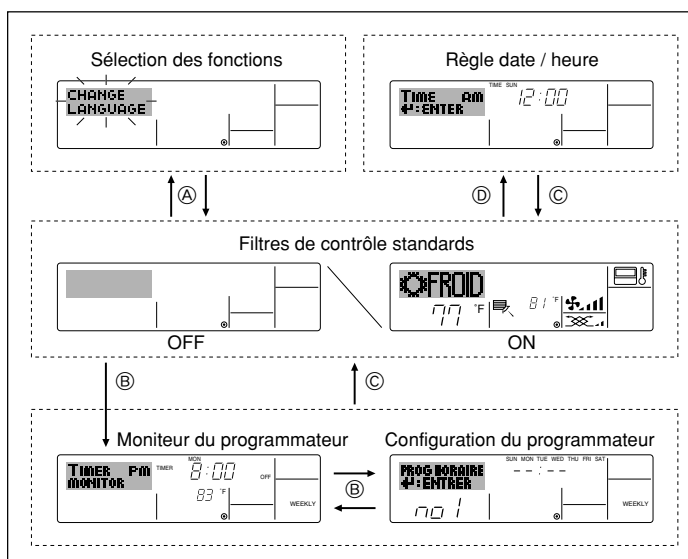 Sélection des fonctions
CHANGE
LANGUAGE
Règle date / heure
TIME SUN
TIME AM 12:00
↵:ENTER
Ⓐ
Ⓓ
Ⓒ
Filtres de contrôle standards
OFF
FROID
77 °F 81 °F
ON
Ⓑ
Ⓒ
Moniteur du programmateur
MON
TIMER PM TIMER 8:00 OFF
MONITOR
83 °F
WEEKLY
Ⓑ
Configuration du programmateur
SUN MON TUE WED THU FRI SAT
PROG HORAIRE --:--
↵:ENTRER
no 1
WEEKLY